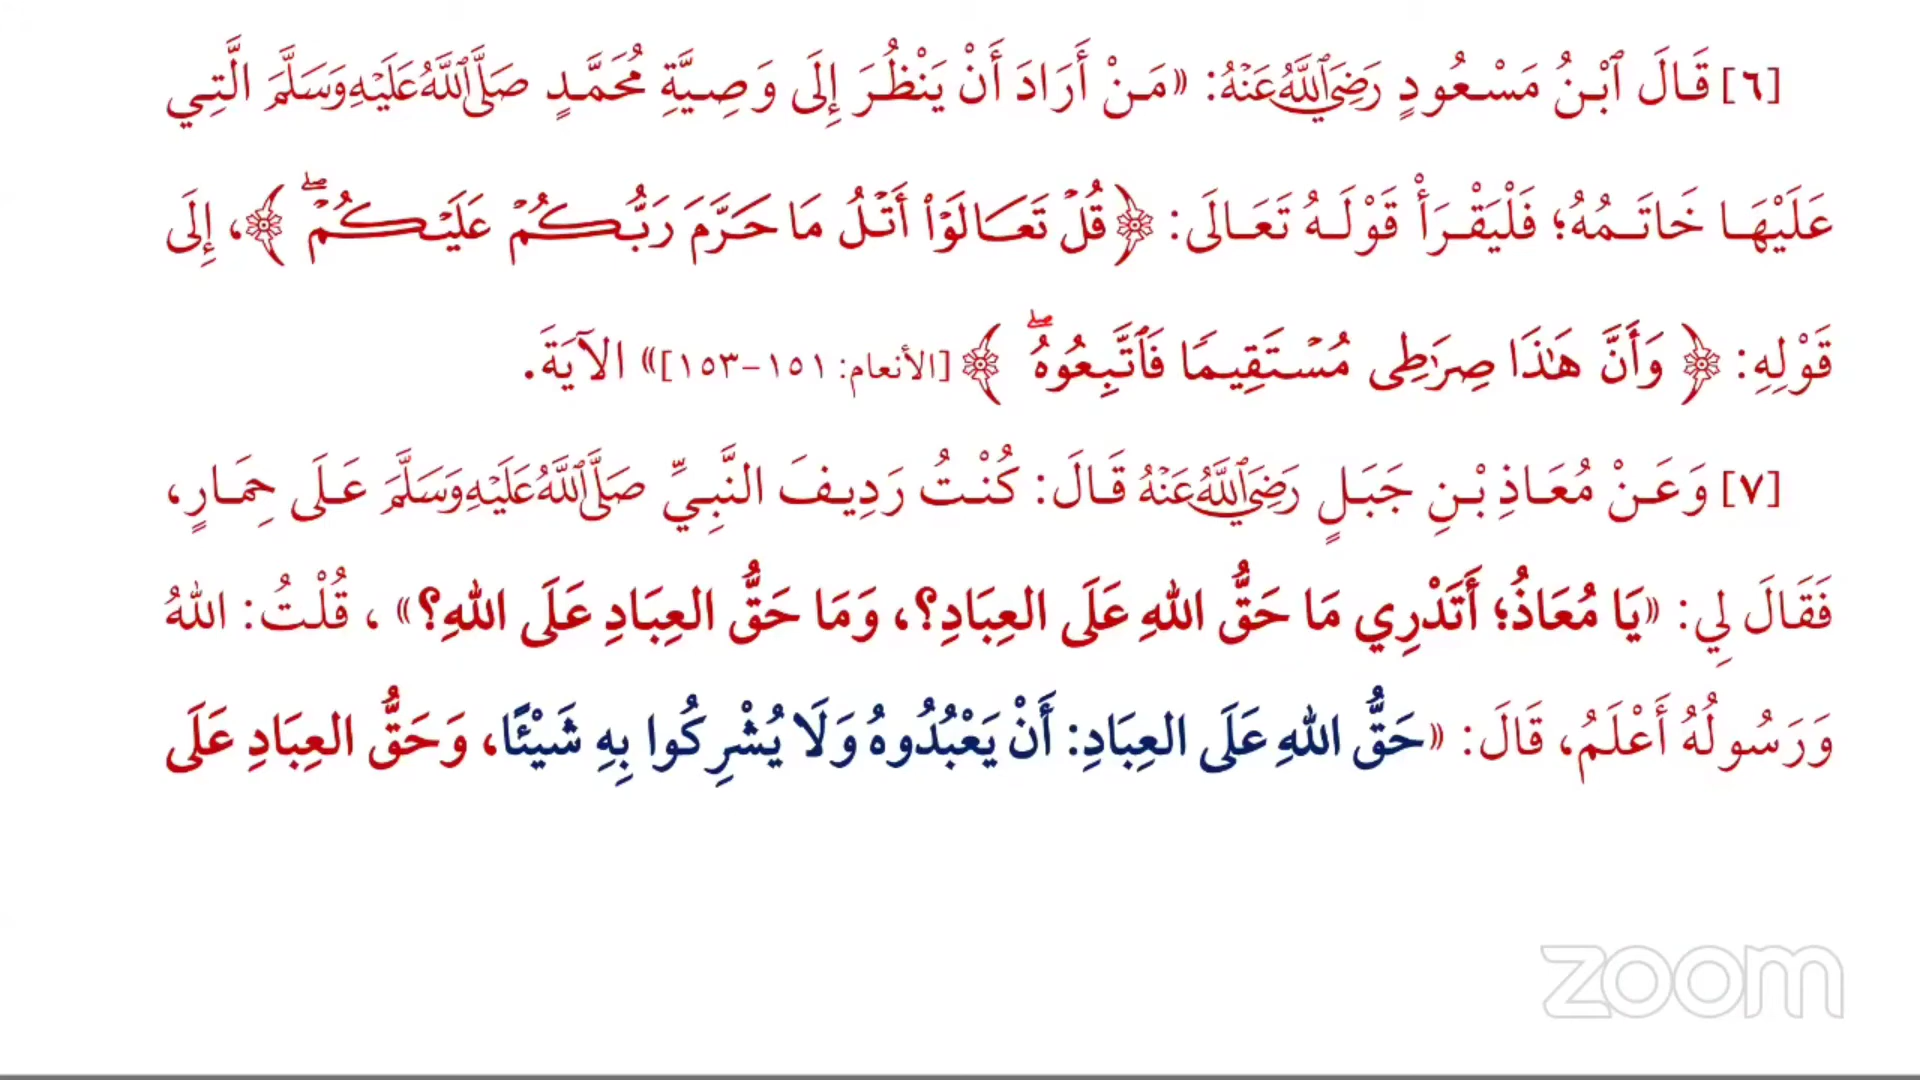 [٦] قَالَ ٱبْنُ مَسْعُودٍ رَضِيَ ٱللَّهُ عَنْهُ: «مَنْ أَرَادَ أَنْ يَنْظُرَ إِلَى وَصِيَّةِ مُحَمَّدٍ صَلَّى ٱللَّهُ عَلَيْهِ وَسَلَّمَ الَّتِي
عَلَيْهَا خَاتَمُهُ؛ فَلْيَقْرَأْ قَوْلَهُ تَعَالَى: ﴿قُلْ تَعَالَوْا۟ أَتْلُ مَا حَرَّمَ رَبُّكُمْ عَلَيْكُمْۖ﴾، إِلَى
قَوْلِهِ: ﴿وَأَنَّ هَٰذَا صِرَٰطِى مُسْتَقِيمًا فَٱتَّبِعُوهُۖ﴾ [الأنعام: ١٥١-١٥٣]» الآيَةَ.
[٧] وَعَنْ مُعَاذِ بْنِ جَبَلٍ رَضِيَ ٱللَّهُ عَنْهُ قَالَ: كُنْتُ رَدِيفَ النَّبِيِّ صَلَّى ٱللَّهُ عَلَيْهِ وَسَلَّمَ عَلَى حِمَارٍ،
فَقَالَ لِي: «يَا مُعَاذُ؛ أَتَدْرِي مَا حَقُّ اللهِ عَلَى العِبَادِ؟، وَمَا حَقُّ العِبَادِ عَلَى اللهِ؟» ، قُلْتُ: اللهُ
وَرَسُولُهُ أَعْلَمُ، قَالَ: «حَقُّ اللهِ عَلَى العِبَادِ: أَنْ يَعْبُدُوهُ وَلَا يُشْرِكُوا بِهِ شَيْئًا، وَحَقُّ العِبَادِ عَلَى
zoom